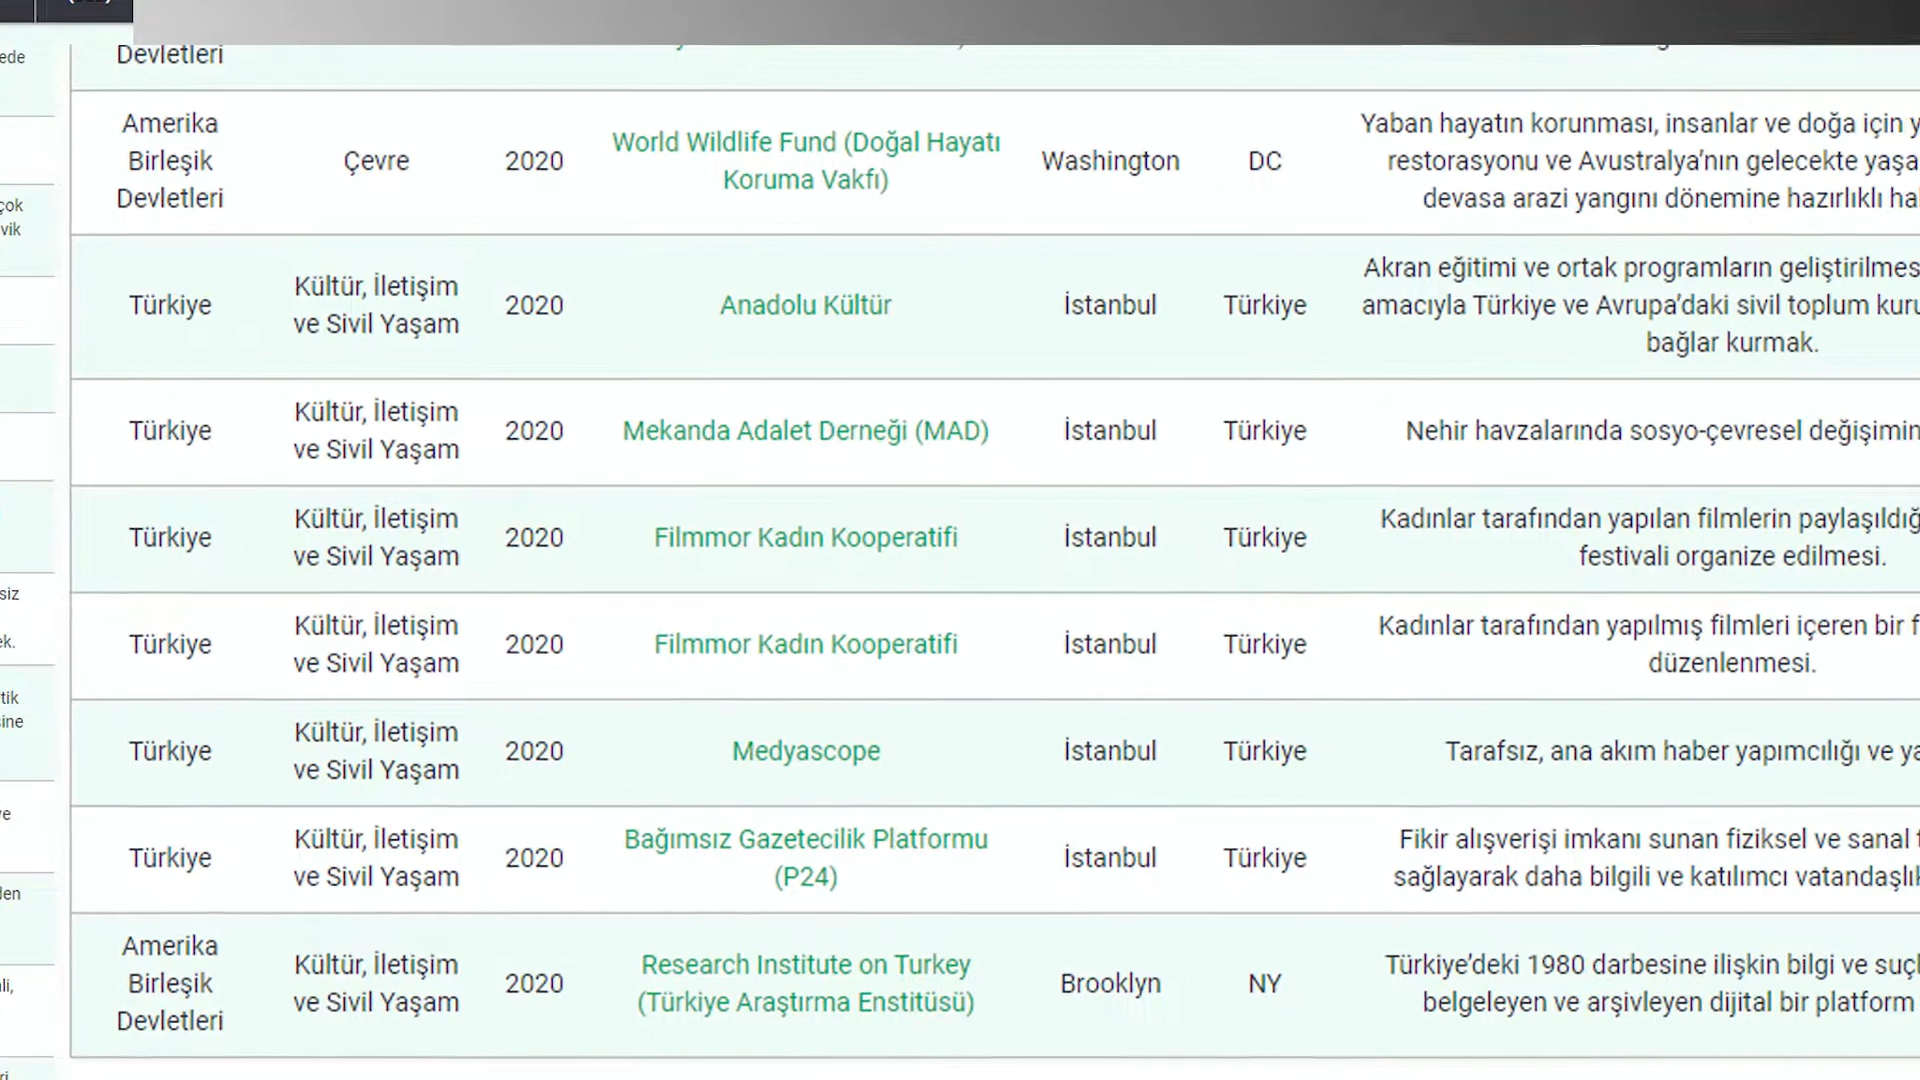 Devletleri
Amerika
Birleşik
Devletleri
Çevre
2020
World Wildlife Fund (Doğal Hayatı
Koruma Vakfı)
Washington
DC
Yaban hayatın korunması, insanlar ve doğa için
restorasyonu ve Avustralya’nın gelecekte
devasa arazi yangını dönemine hazırlıklı
Türkiye
Kültür, İletişim
ve Sivil Yaşam
2020
Anadolu Kültür
İstanbul
Türkiye
Akran eğitimi ve ortak programların
amacıyla Türkiye ve Avrupa’daki sivil toplum
bağlar kurmak.
Türkiye
Kültür, İletişim
ve Sivil Yaşam
2020
Mekanda Adalet Derneği (MAD)
İstanbul
Türkiye
Nehir havzalarında sosyo-çevresel değişimin
Türkiye
Kültür, İletişim
ve Sivil Yaşam
2020
Filmmor Kadın Kooperatifi
İstanbul
Türkiye
Kadınlar tarafından yapılan filmlerin
festivali organize edilmesi.
Türkiye
Kültür, İletişim
ve Sivil Yaşam
2020
Filmmor Kadın Kooperatifi
İstanbul
Türkiye
Kadınlar tarafından yapılmış filmleri içeren bir
düzenlenmesi.
Türkiye
Kültür, İletişim
ve Sivil Yaşam
2020
Medyascope
İstanbul
Türkiye
Tarafsız, ana akım haber yapımcılığı ve
Türkiye
Kültür, İletişim
ve Sivil Yaşam
2020
Bağımsız Gazetecilik Platformu
(P24)
İstanbul
Türkiye
Fikir alışverişi imkanı sunan fiziksel ve sanal
sağlayarak daha bilgili ve katılımcı
Amerika
Birleşik
Devletleri
Kültür, İletişim
ve Sivil Yaşam
2020
Research Institute on Turkey
(Türkiye Araştırma Enstitüsü)
Brooklyn
NY
Türkiye’deki 1980 darbesine ilişkin bilgi ve
belgeleyen ve arşivleyen dijital bir platform